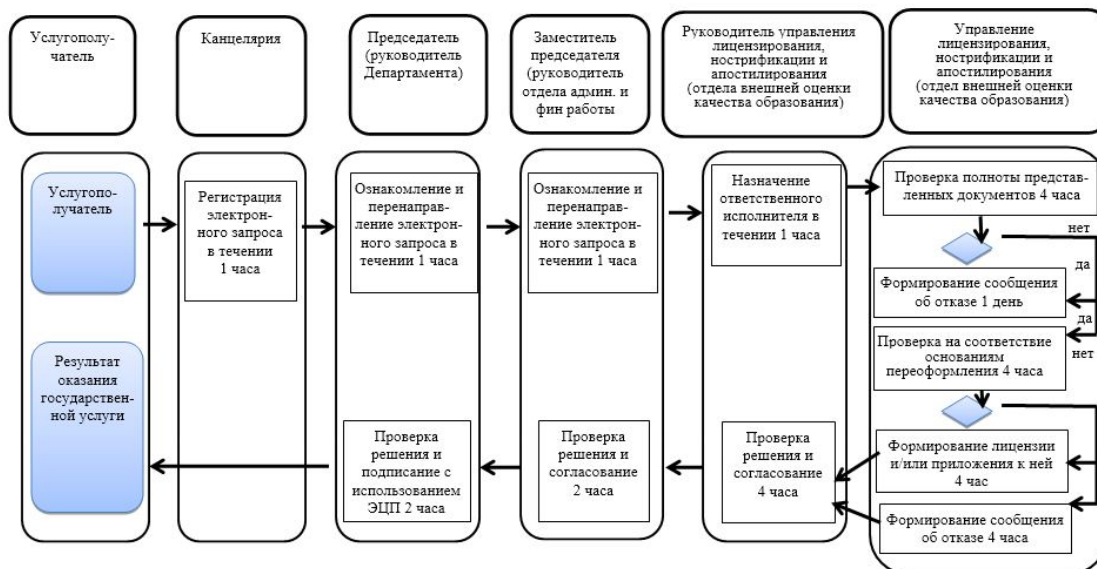 Услугополу-
чатель
Канцелярия
Председатель
(руководитель
Департамента)
Заместитель
председателя
(руководитель
отдела админ. и
фин работы
Руководитель управления
лицензирования,
нострификации и
апостилирования
(отдела внешней оценки
качества образования)
Управление
лицензирования,
нострификации и
апостилирования
(отдел внешней оценки
качества образования)
Услугопо-
лучатель
Регистрация
электрон-
ного запроса
в течении
1 часа
Ознакомление и
перенаправ-
ление электрон-
ного запроса в
течении 1 часа
Ознакомление и
перенаправ-
ление электрон-
ного запроса в
течении 1 часа
Назначение
ответственного
исполнителя в
течении 1 часа
Проверка полноты представ-
ленных документов 4 часа
нет
да
Формирование сообщения
об отказе 1 день
да
Проверка на соответствие
основаниям
переоформления 4 часа
нет
Результат
оказания
государствен-
ной услуги
Проверка
решения и
подписание с
использованием
ЭЦП 2 часа
Проверка
решения и
согласование
2 часа
Проверка
решения и
согласование
4 часа
Формирование лицензии
и/или приложения к ней
4 час
Формирование сообщения
об отказе 4 часа